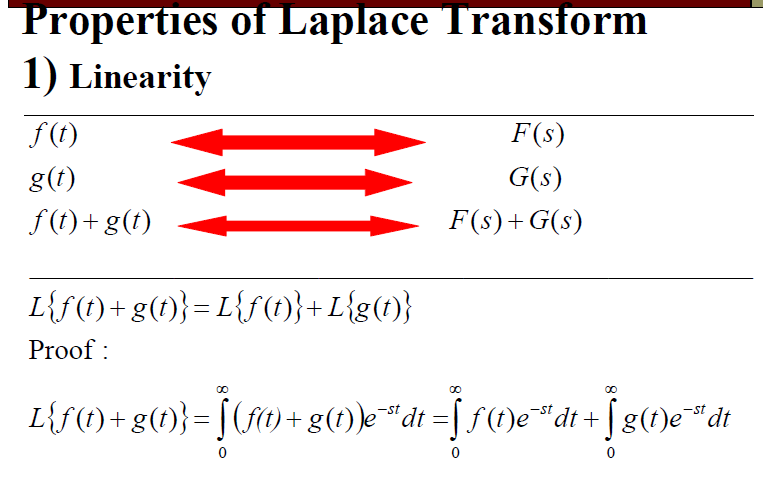 Properties of Laplace Transform
1) Linearity
f(t) F(s)
g(t) G(s)
f(t)+g(t) F(s)+G(s)
L{f(t)+g(t)}=L{f(t)}+L{g(t)}
Proof :
L{f(t)+g(t)}=∫₀^∞(f(t)+g(t))e^{-st}dt=∫₀^∞f(t)e^{-st}dt+∫₀^∞g(t)e^{-st}dt